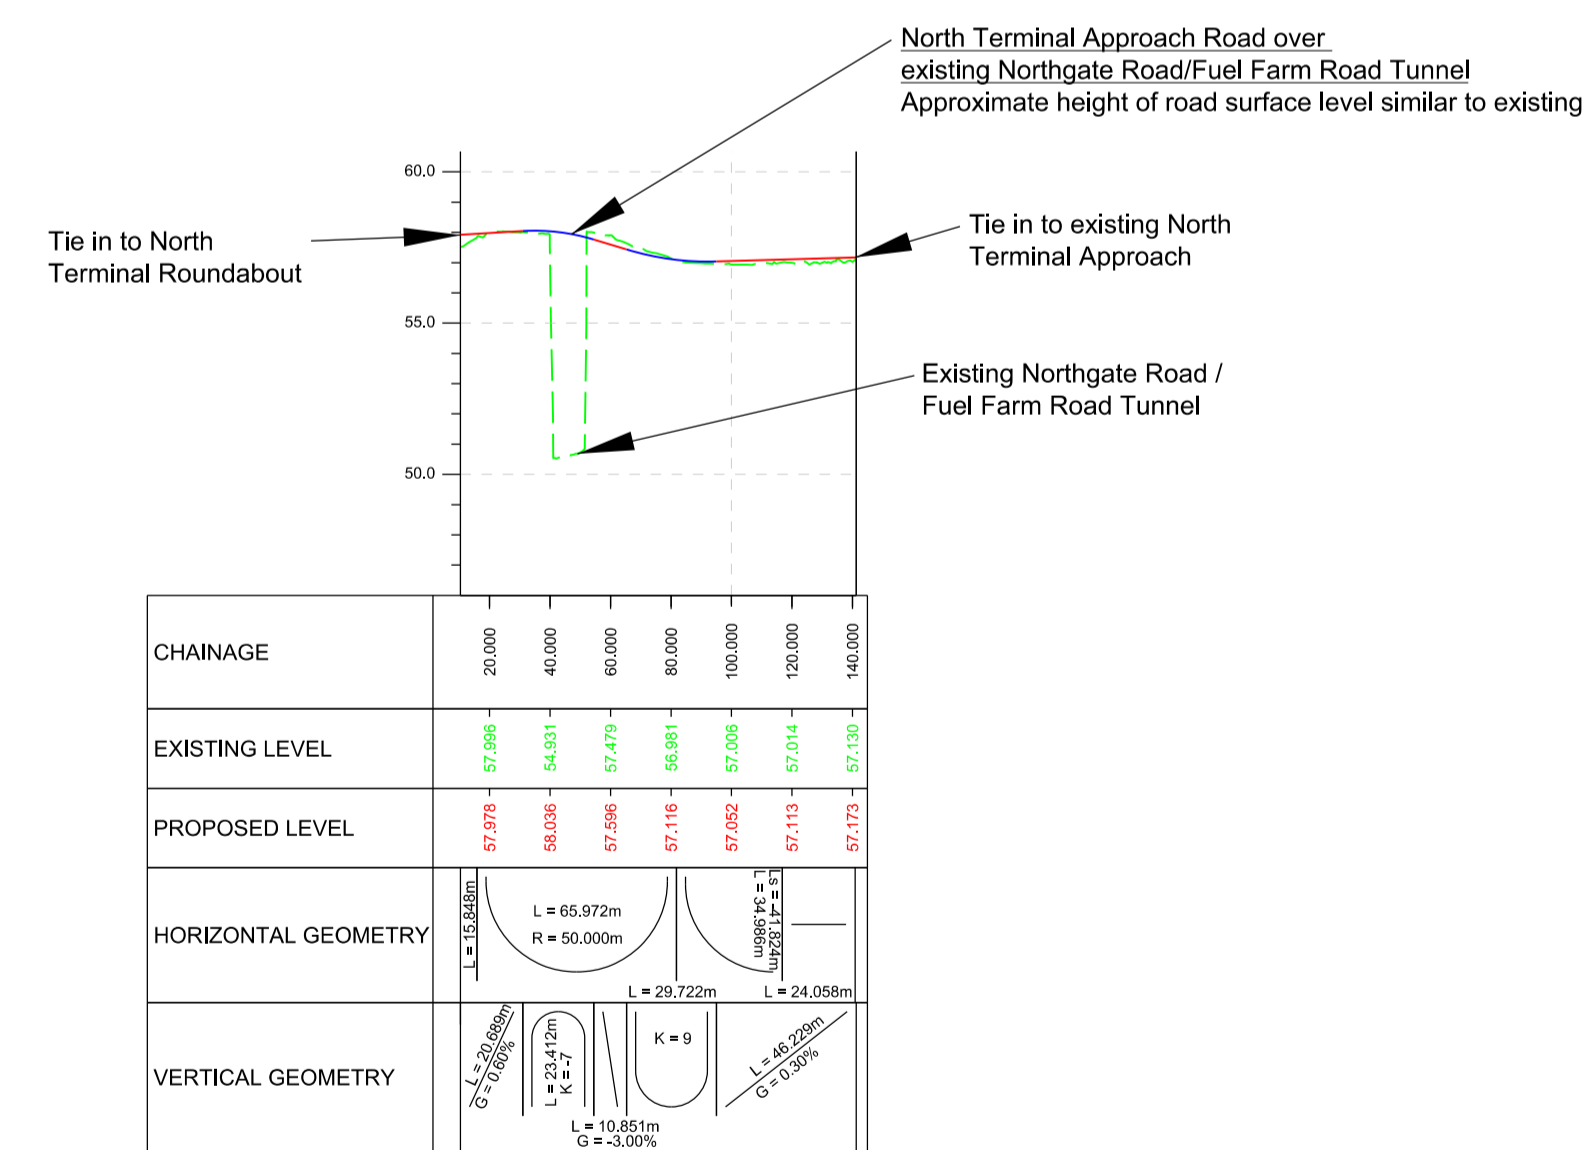 North Terminal Approach Road over
existing Northgate Road/Fuel Farm Road Tunnel
Approximate height of road surface level similar to existing
60.0
Tie in to North
Terminal Roundabout
Tie in to existing North
Terminal Approach
55.0
Existing Northgate Road /
Fuel Farm Road Tunnel
50.0
CHAINAGE
20.000
40.000
60.000
80.000
100.000
120.000
140.000
EXISTING LEVEL
57.996
54.931
57.479
56.981
57.006
57.014
57.130
PROPOSED LEVEL
57.978
58.036
57.596
57.116
57.052
57.113
57.173
HORIZONTAL GEOMETRY
L = 15.848m
L = 65.972m
R = 50.000m
L = 29.722m
Ls = -41.824m
L = 34.986m
L = 24.058m
VERTICAL GEOMETRY
L = 20.689m
G = 0.60%
L = 23.412m
K = -7
L = 10.851m
G = -3.00%
K = 9
L = 46.229m
G = 0.30%